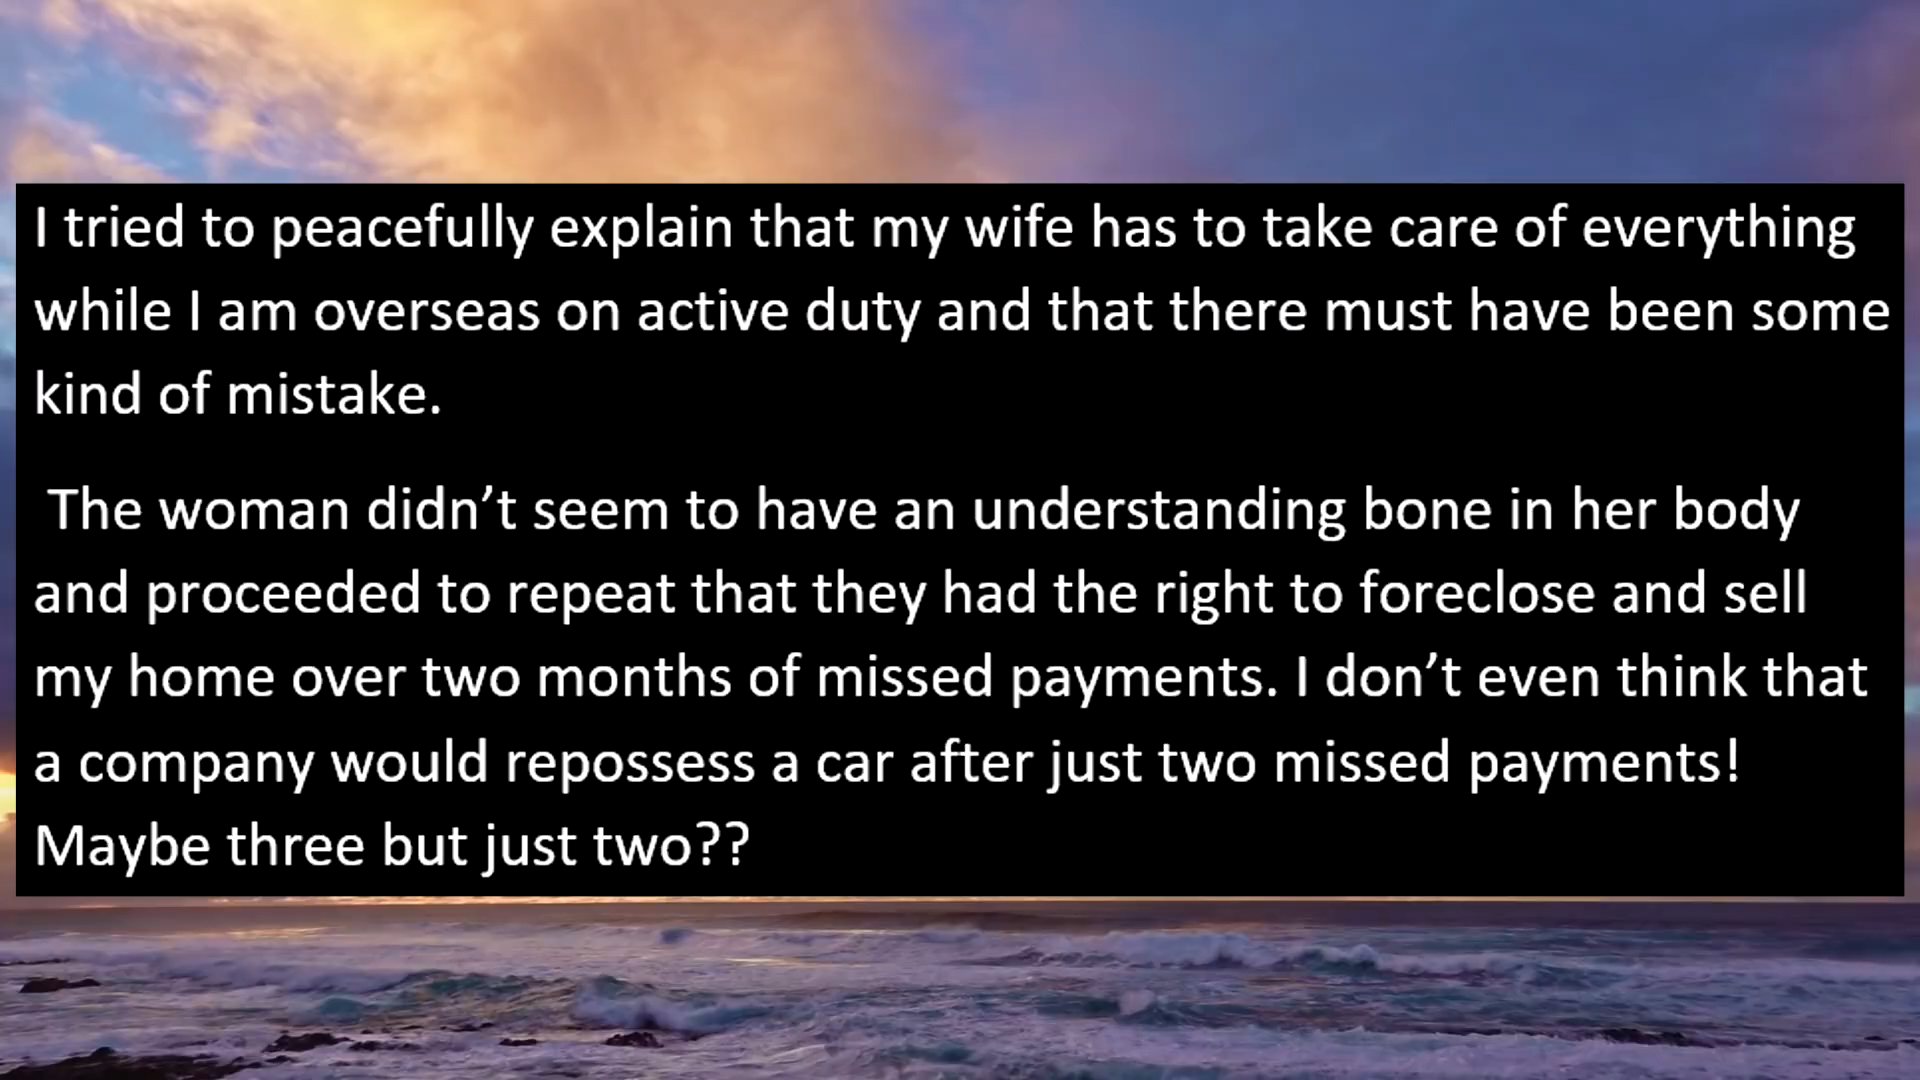 I tried to peacefully explain that my wife has to take care of everything
while I am overseas on active duty and that there must have been some
kind of mistake.
The woman didn’t seem to have an understanding bone in her body
and proceeded to repeat that they had the right to foreclose and sell
my home over two months of missed payments. I don’t even think that
a company would repossess a car after just two missed payments!
Maybe three but just two??